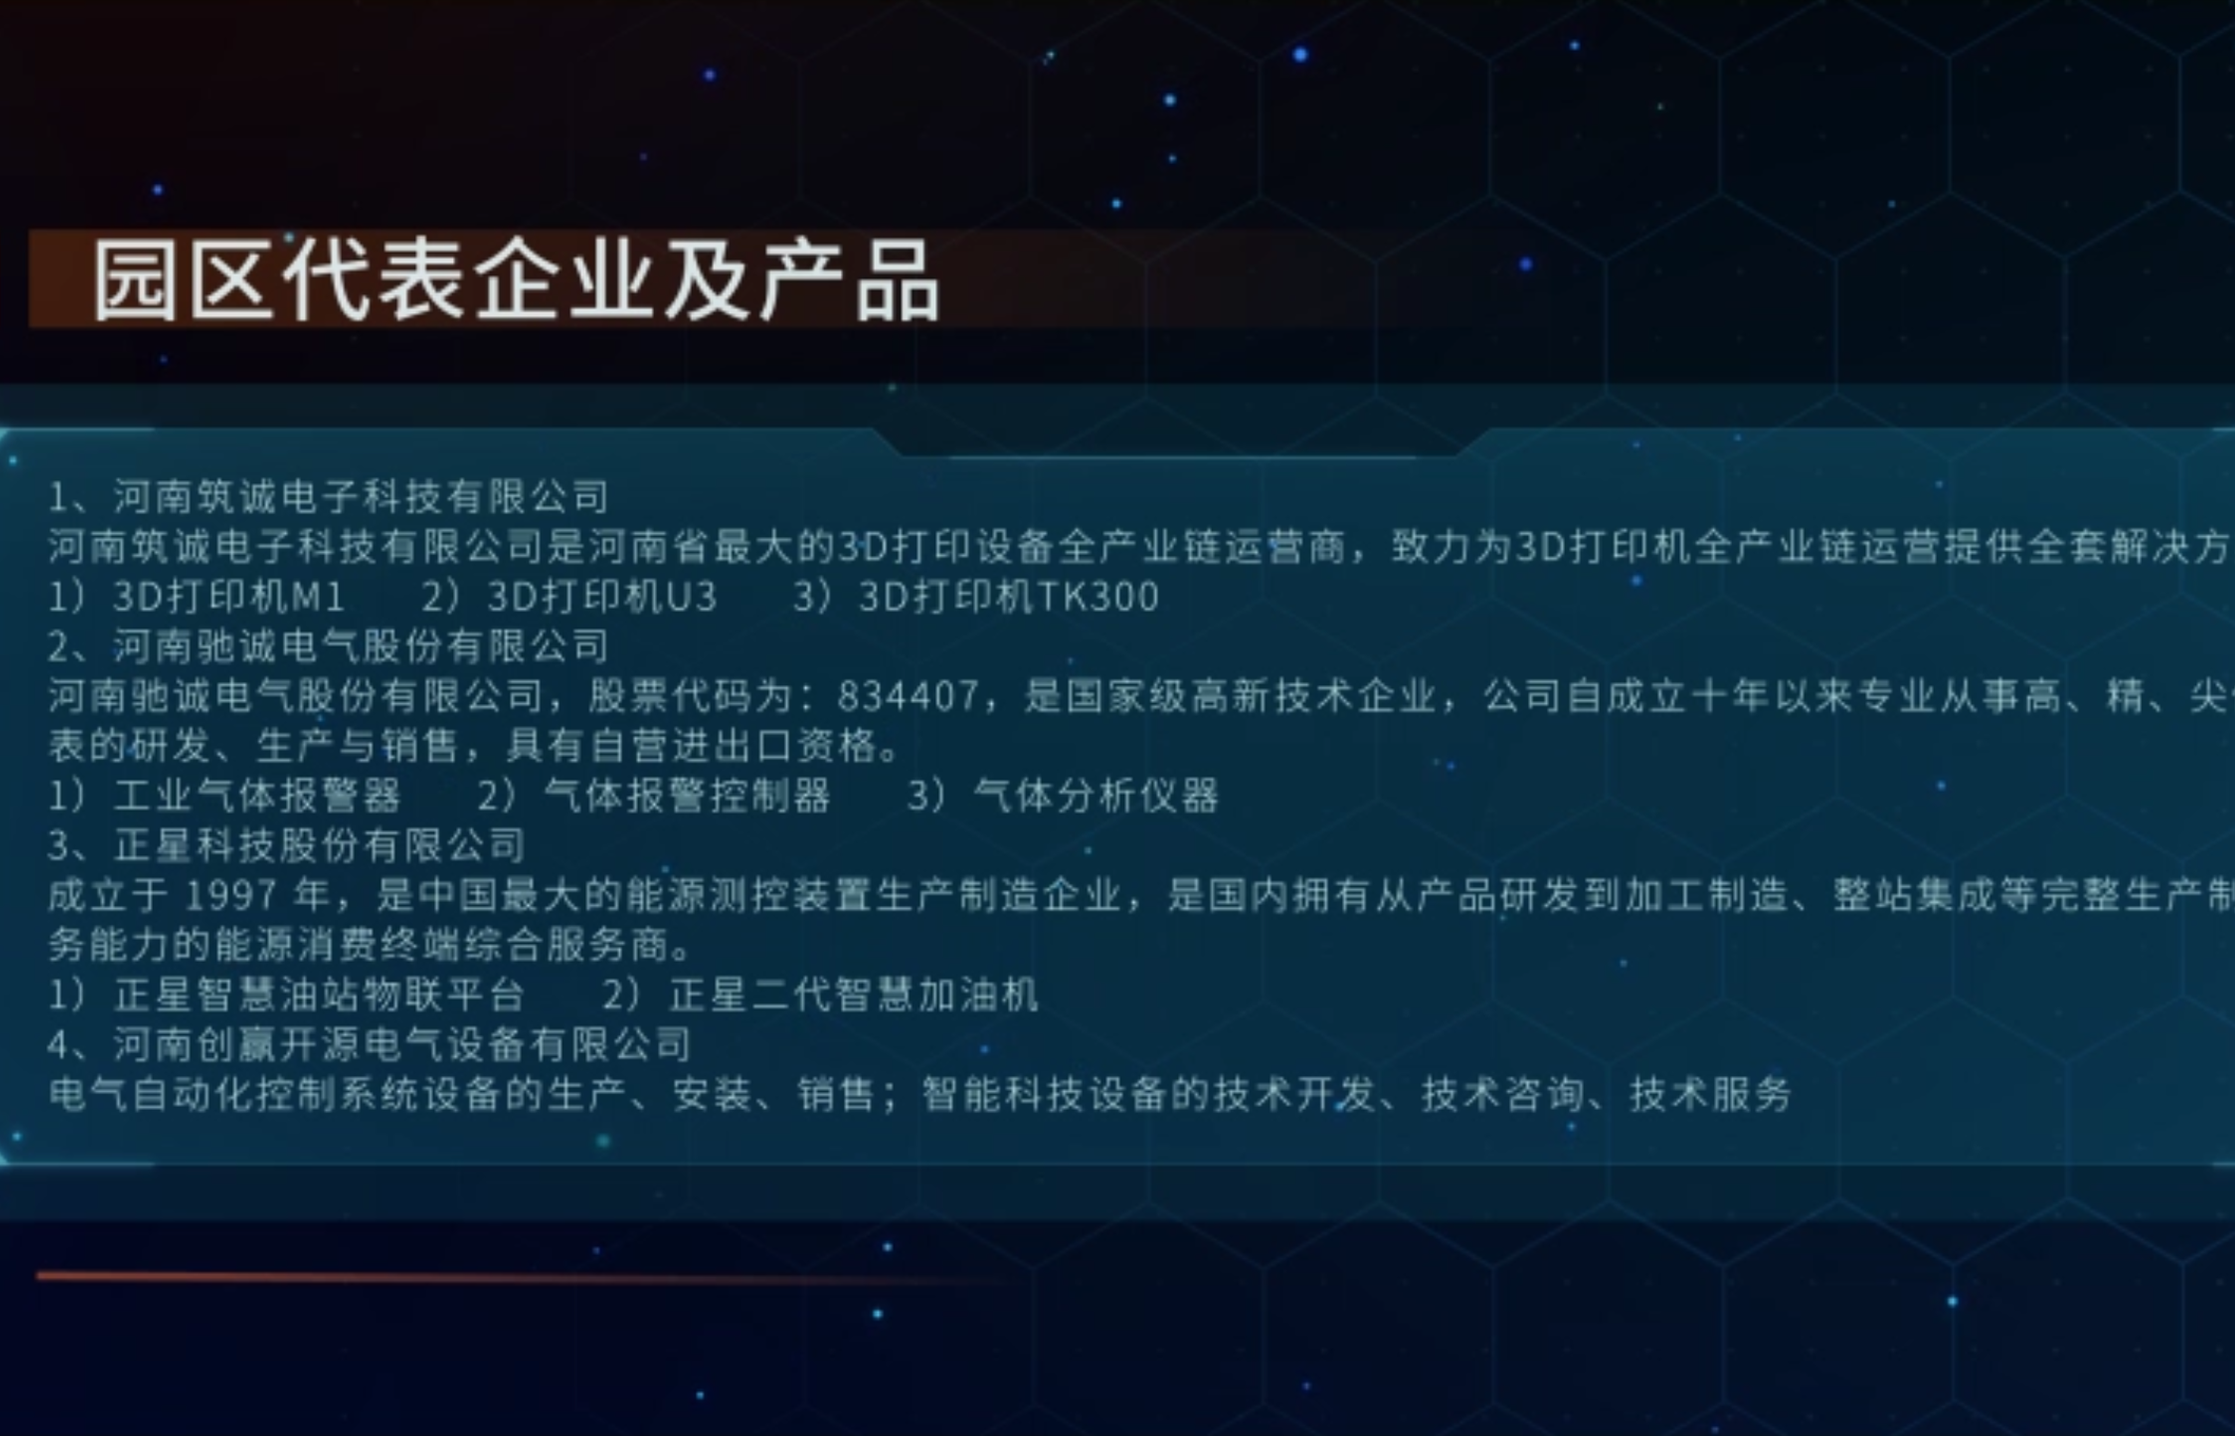 园区代表企业及产品
1、河南筑诚电子科技有限公司
河南筑诚电子科技有限公司是河南省最大的3D打印设备全产业链运营商，致力为3D打印机全产业链运营提供全套解决方
1）3D打印机M1 2）3D打印机U3 3）3D打印机TK300
2、河南驰诚电气股份有限公司
河南驰诚电气股份有限公司，股票代码为：834407，是国家级高新技术企业，公司自成立十年以来专业从事高、精、尖
表的研发、生产与销售，具有自营进出口资格。
1）工业气体报警器 2）气体报警控制器 3）气体分析仪器
3、正星科技股份有限公司
成立于 1997 年，是中国最大的能源测控装置生产制造企业，是国内拥有从产品研发到加工制造、整站集成等完整生产制
务能力的能源消费终端综合服务商。
1）正星智慧油站物联平台 2）正星二代智慧加油机
4、河南创赢开源电气设备有限公司
电气自动化控制系统设备的生产、安装、销售；智能科技设备的技术开发、技术咨询、技术服务